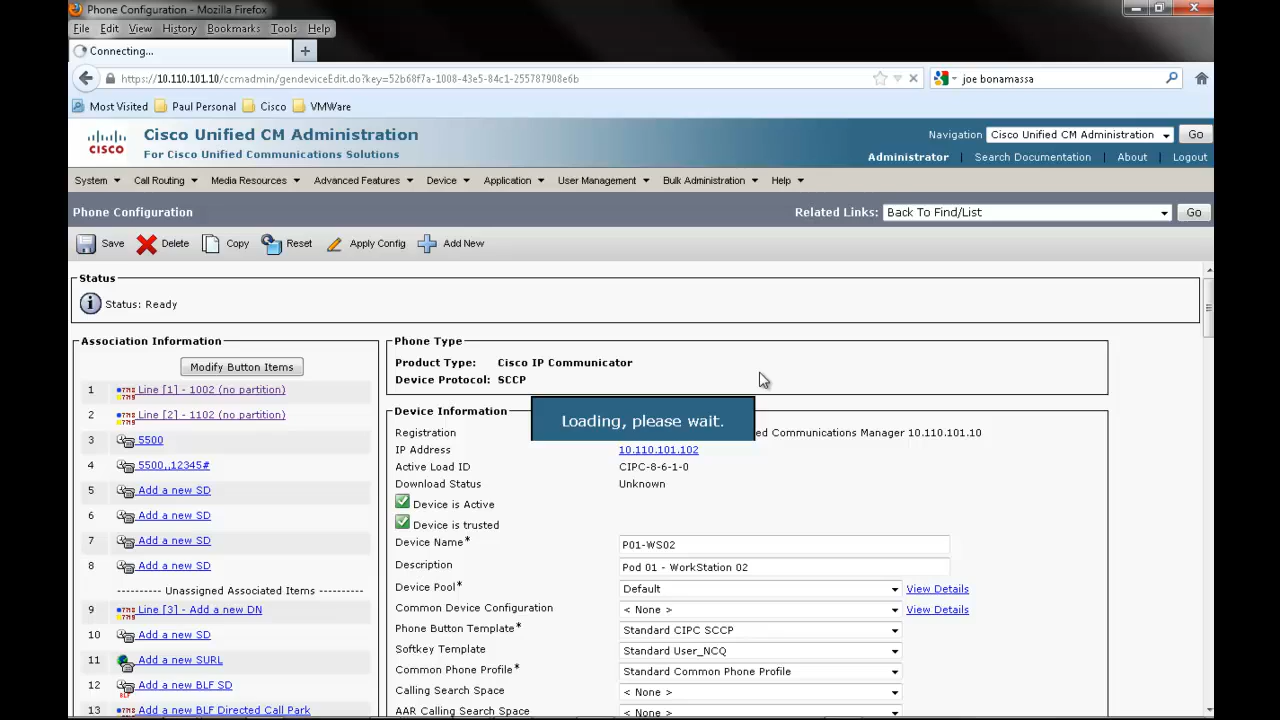 Phone Configuration - Mozilla Firefox
File Edit View History Bookmarks Tools Help
Connecting...
https://10.110.101.10/ccmadmin/gendeviceEdit.do?key=52b68f7a-1008-43e5-84c1-255787908e6b
joe bonamassa
Most Visited Paul Personal Cisco VMWare
CISCO
Cisco Unified CM Administration
For Cisco Unified Communications Solutions
Navigation Cisco Unified CM Administration Go
Administrator | Search Documentation | About | Logout
System Call Routing Media Resources Advanced Features Device Application User Management Bulk Administration Help
Phone Configuration
Related Links: Back To Find/List Go
Save Delete Copy Reset Apply Config Add New
Status
Status: Ready
Association Information
Modify Button Items
1 Line [1] - 1002 (no partition)
2 Line [2] - 1102 (no partition)
3 5500
4 5500,,12345#
5 Add a new SD
6 Add a new SD
7 Add a new SD
8 Add a new SD
---------- Unassigned Associated Items ----------
9 Line [3] - Add a new DN
10 Add a new SD
11 Add a new SURL
12 Add a new BLF SD
13 Add a new BLF Directed Call Park
Phone Type
Product Type: Cisco IP Communicator
Device Protocol: SCCP
Device Information
Loading, please wait.
Registration ed Communications Manager 10.110.101.10
IP Address 10.110.101.102
Active Load ID CIPC-8-6-1-0
Download Status Unknown
Device is Active
Device is trusted
Device Name* P01-WS02
Description Pod 01 - WorkStation 02
Device Pool* Default View Details
Common Device Configuration < None > View Details
Phone Button Template* Standard CIPC SCCP
Softkey Template Standard User_NCQ
Common Phone Profile* Standard Common Phone Profile
Calling Search Space < None >
AAR Calling Search Space < None >